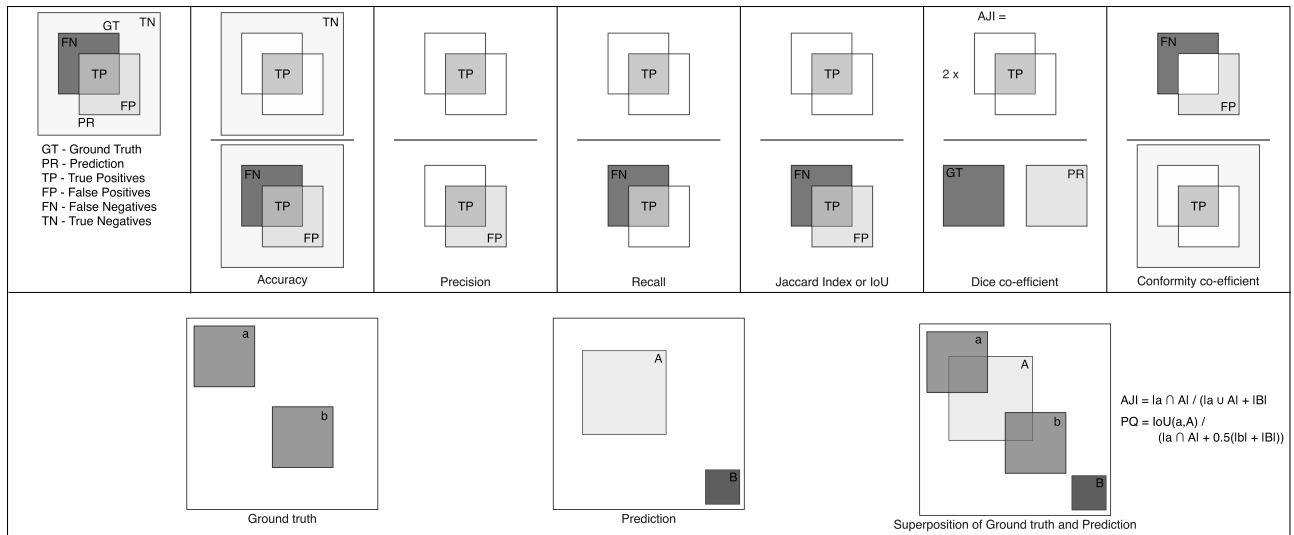 GT
TN
FN
TP
FP
PR
GT - Ground Truth
PR - Prediction
TP - True Positives
FP - False Positives
FN - False Negatives
TN - True Negatives
TN
TP
FN
TP
FP
Accuracy
TP
TP
FP
Precision
TP
FN
TP
Recall
TP
FN
TP
FP
Jaccard Index or IoU
AJI =
2 x
TP
GT
PR
Dice co-efficient
FN
FP
TP
Conformity co-efficient
a
b
Ground truth
A
B
Prediction
a
A
b
B
Superposition of Ground truth and Prediction
AJI = |a ∩ A| / (|a ∪ A| + |B|
PQ = IoU(a,A) /
(|a ∩ A| + 0.5(|b| + |B|))